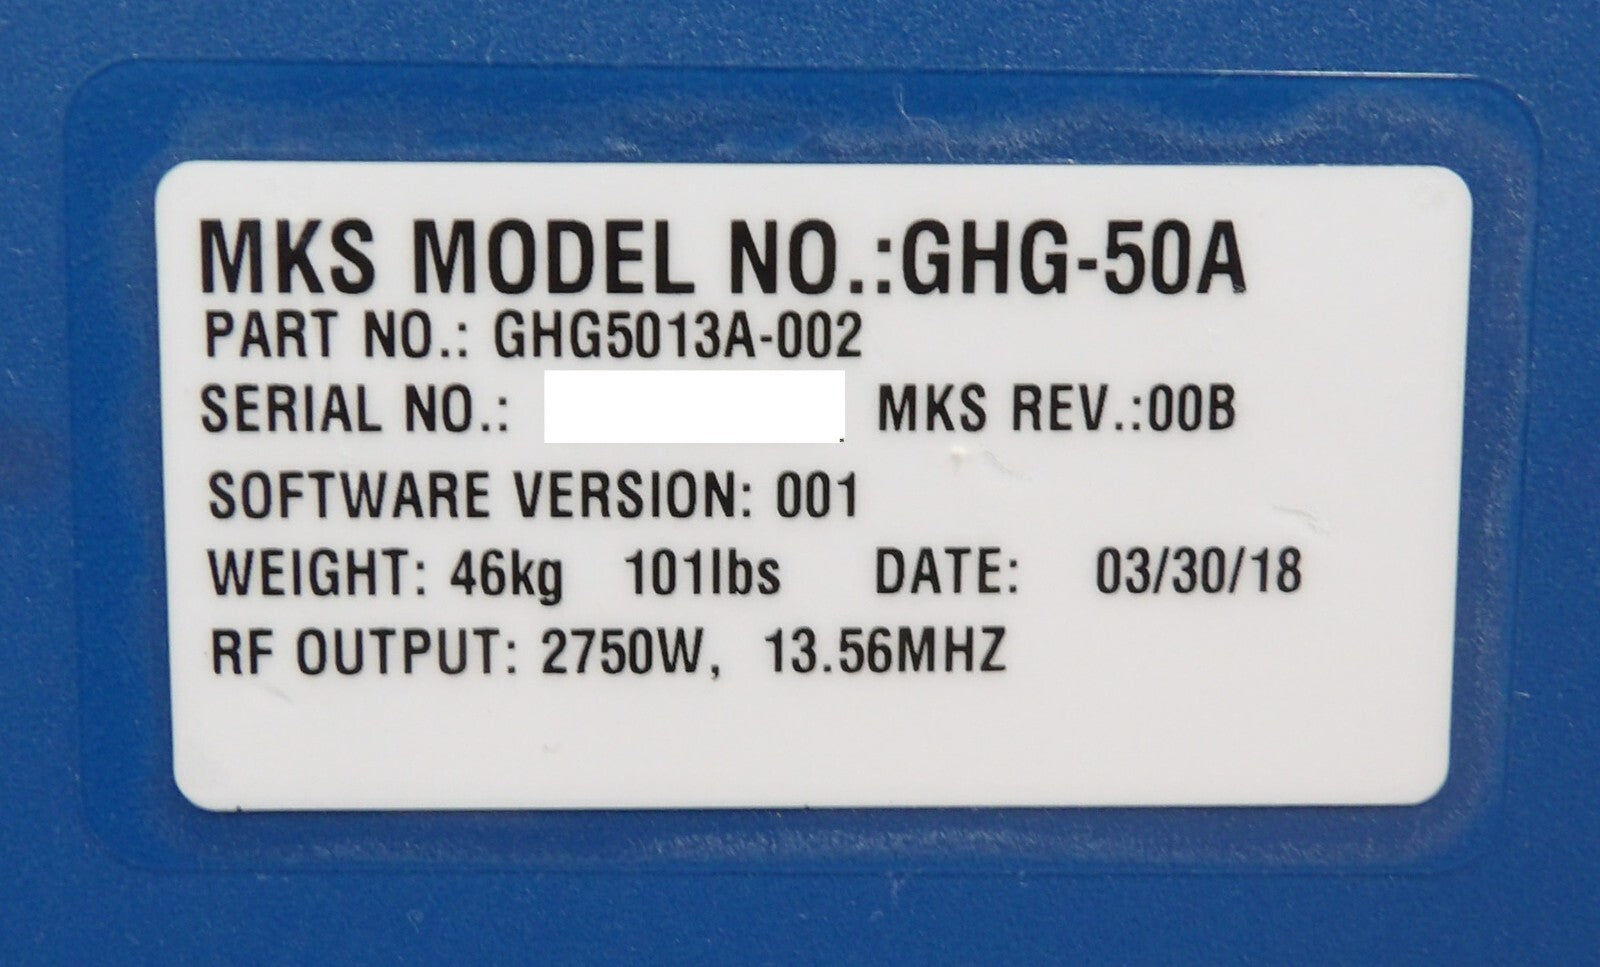 MKS MODEL NO.:GHG-50A
PART NO.: GHG5013A-002
SERIAL NO.: MKS REV.:00B
SOFTWARE VERSION: 001
WEIGHT: 46kg 101lbs DATE: 03/30/18
RF OUTPUT: 2750W, 13.56MHZ